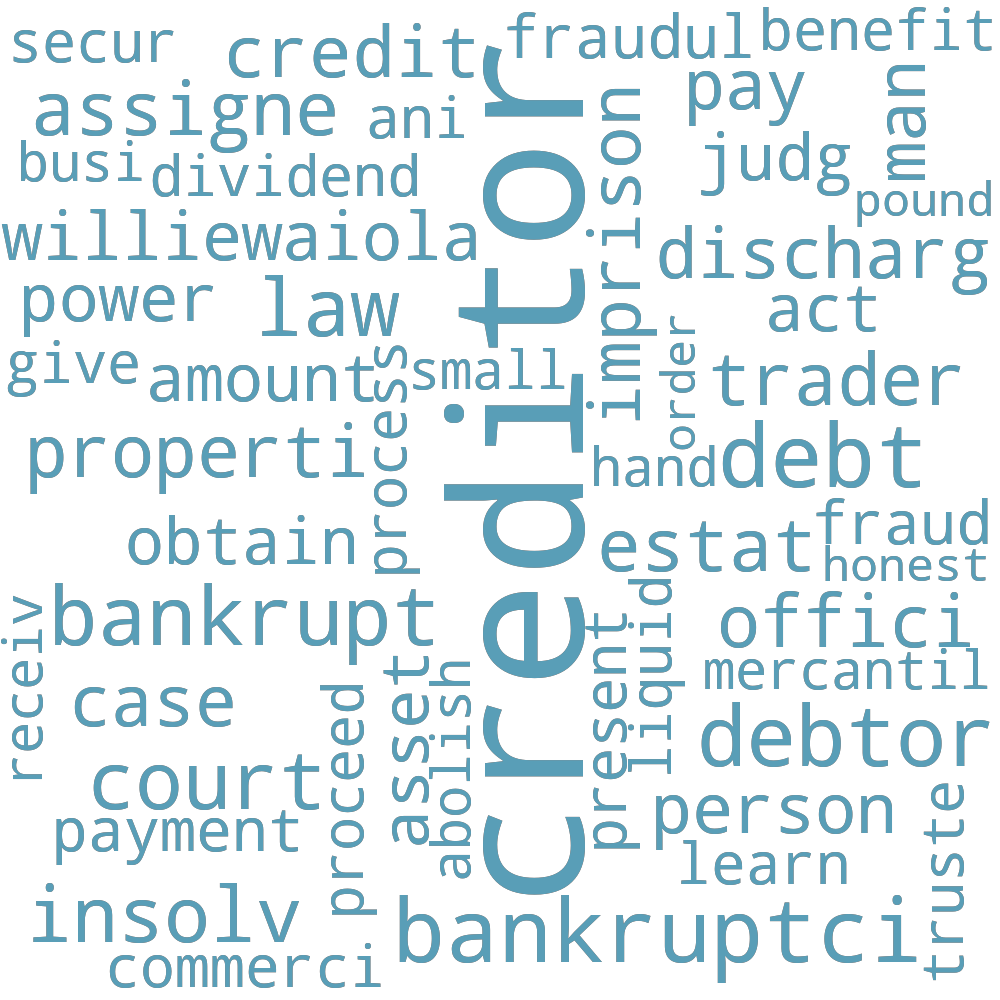 secur
credit
fraudul
benefit
assigne
ani
pay
man
busi
dividend
imprison
judg
pound
williewaiola
creditor
discharg
power
law
act
give
amount
process
small
order
trader
properti
hand
debt
obtain
estat
fraud
honest
receiv
bankrupt
liquid
offici
case
asset
abolish
present
mercantil
proceed
debtor
court
payment
person
learn
truste
insolv
bankruptci
commerci